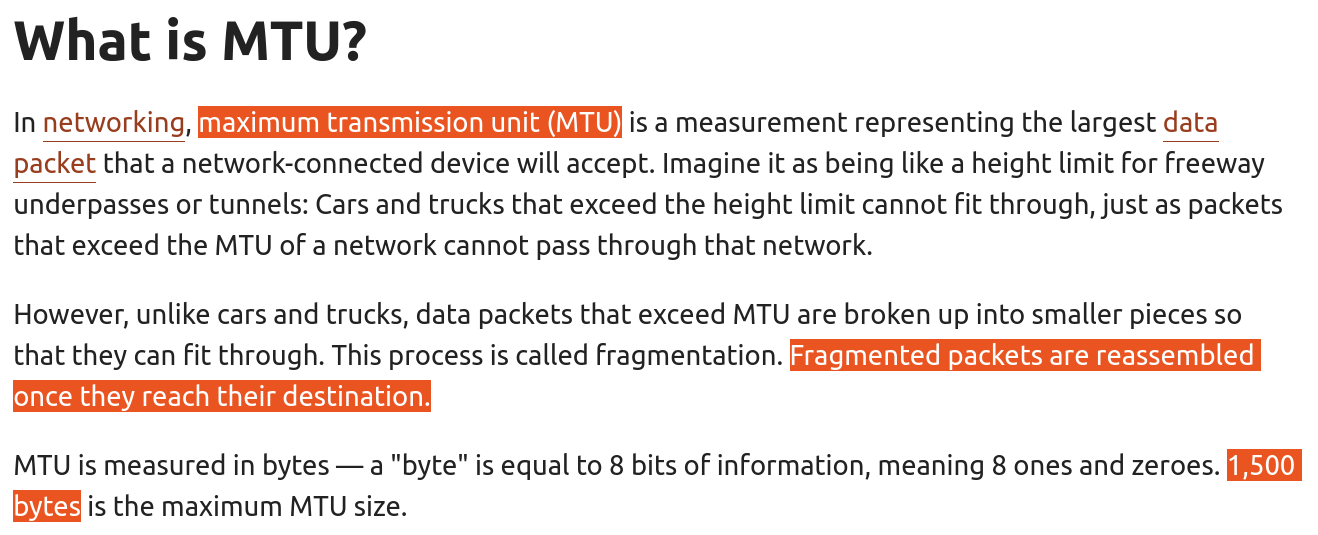 What is MTU?
In networking, maximum transmission unit (MTU) is a measurement representing the largest data
packet that a network-connected device will accept. Imagine it as being like a height limit for freeway
underpasses or tunnels: Cars and trucks that exceed the height limit cannot fit through, just as packets
that exceed the MTU of a network cannot pass through that network.
However, unlike cars and trucks, data packets that exceed MTU are broken up into smaller pieces so
that they can fit through. This process is called fragmentation. Fragmented packets are reassembled
once they reach their destination.
MTU is measured in bytes — a "byte" is equal to 8 bits of information, meaning 8 ones and zeroes. 1,500
bytes is the maximum MTU size.